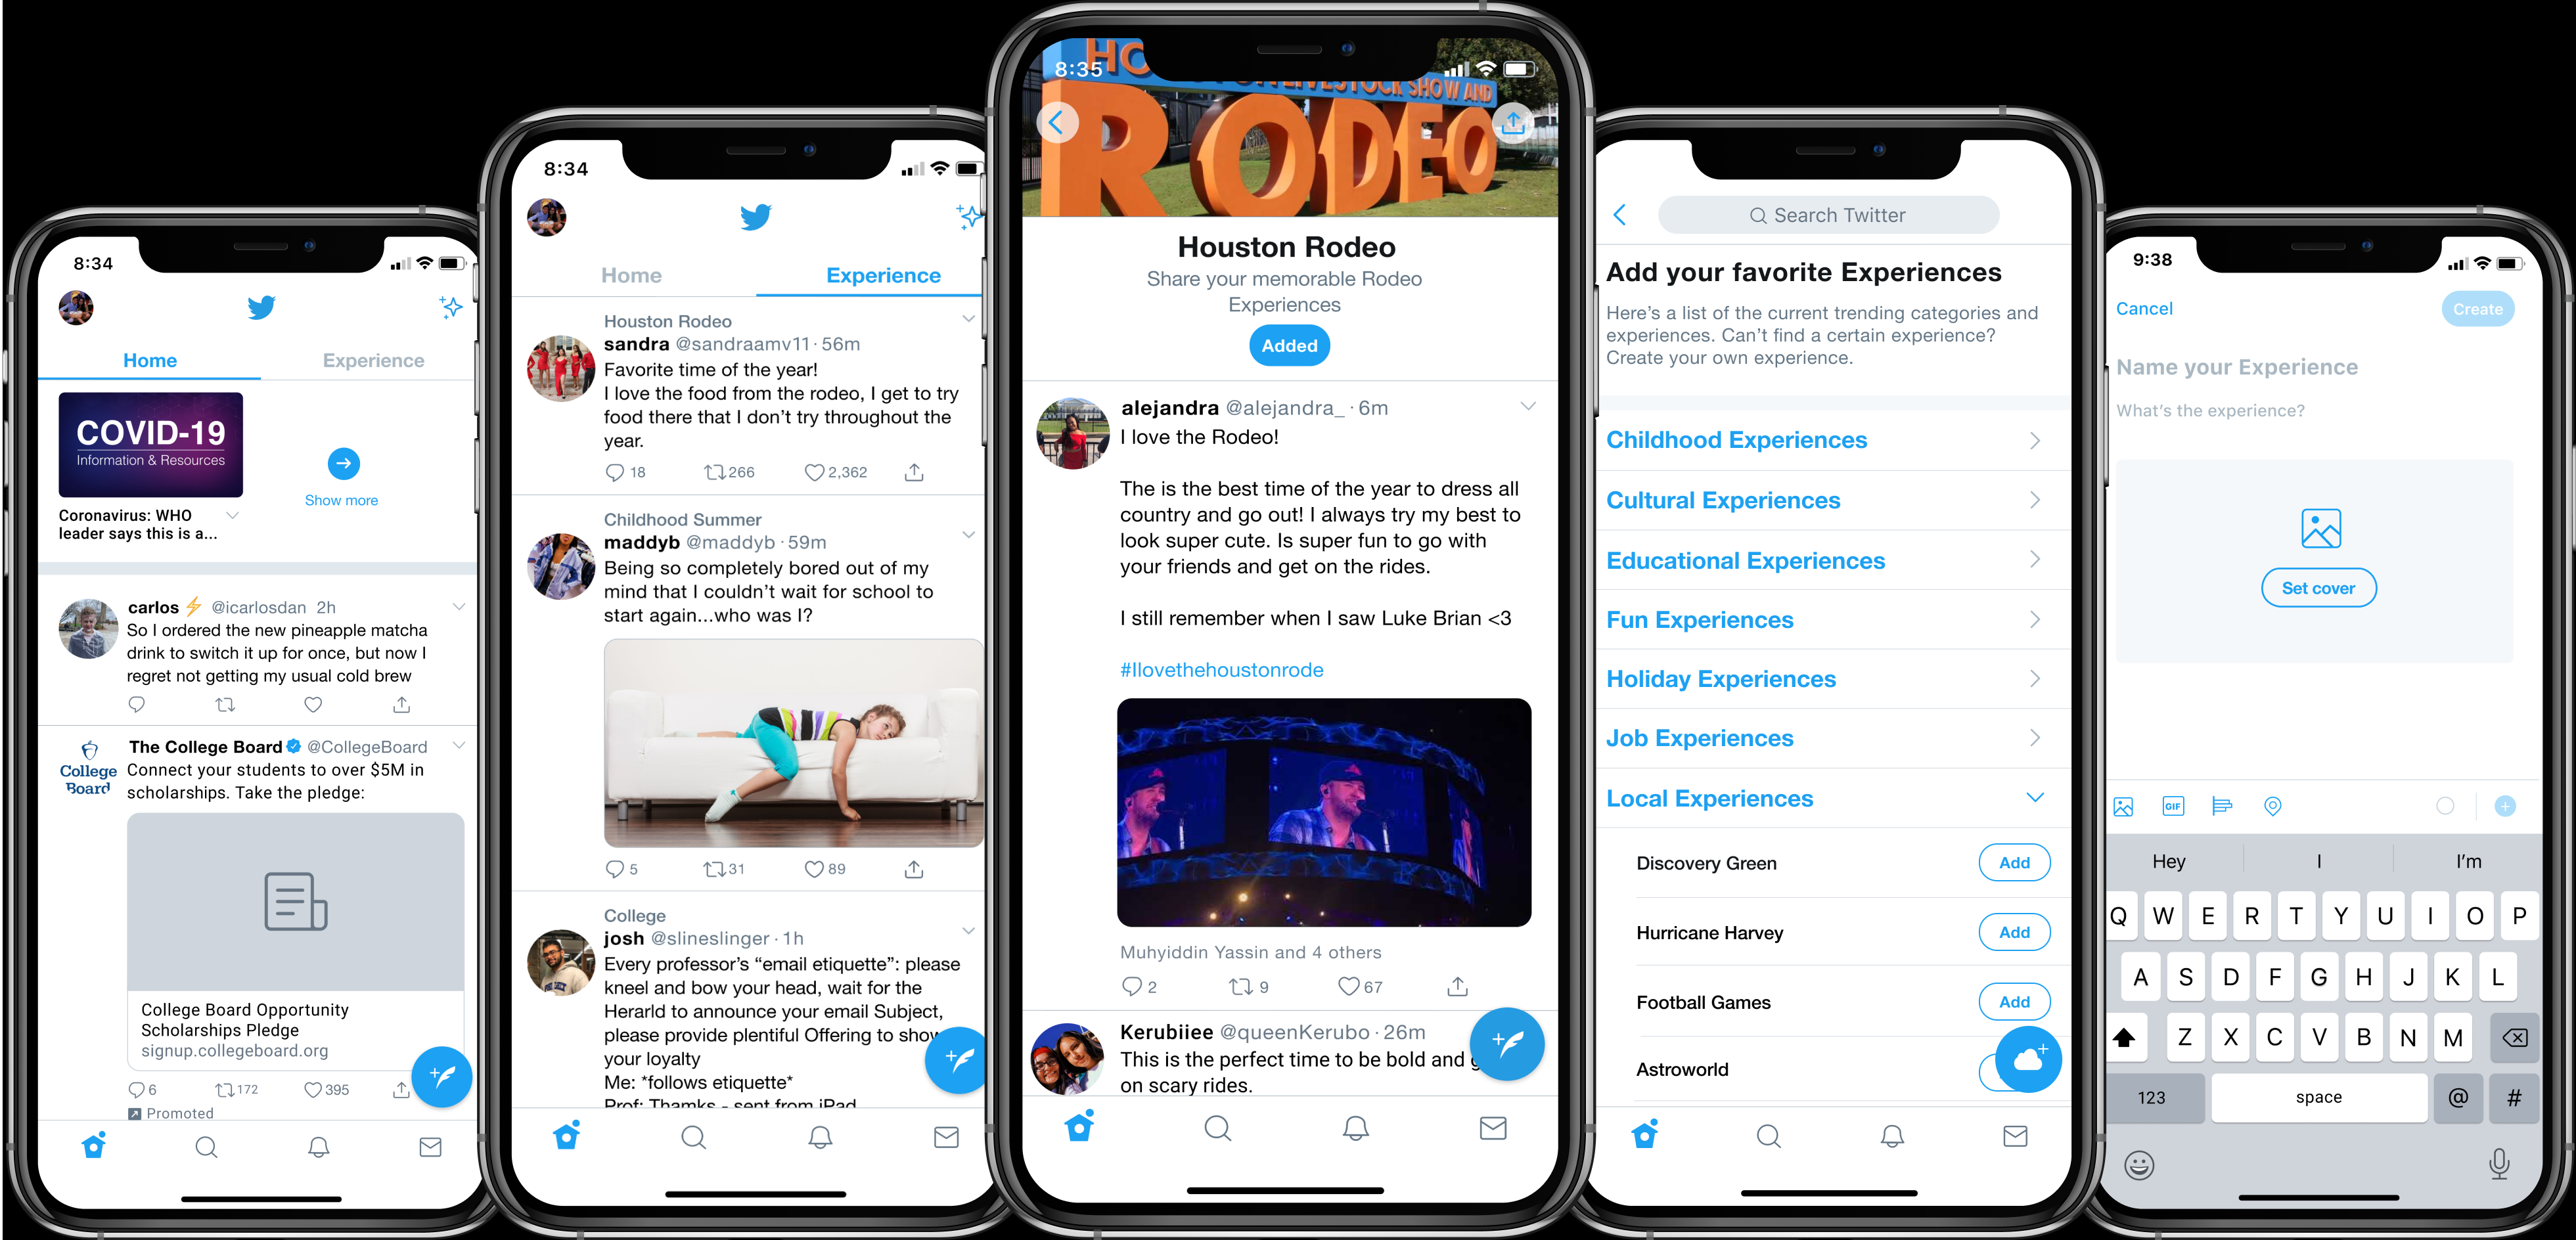 8:34
Home
Experience
COVID-19
Information & Resources
Show more
Coronavirus: WHO
leader says this is a...
carlos ⚡ @icarlosdan 2h
So I ordered the new pineapple matcha
drink to switch it up for once, but now I
regret not getting my usual cold brew
The College Board @CollegeBoard
College
Board
Connect your students to over $5M in
scholarships. Take the pledge:
College Board Opportunity
Scholarships Pledge
signup.collegeboard.org
6 172 395
Promoted
8:34
Home
Experience
Houston Rodeo
sandra @sandraamv11 · 56m
Favorite time of the year!
I love the food from the rodeo, I get to try
food there that I don't try throughout the
year.
18 266 2,362
Childhood Summer
maddyb @maddyb · 59m
Being so completely bored out of my
mind that I couldn't wait for school to
start again...who was I?
5 31 89
College
josh @slineslinger · 1h
Every professor's “email etiquette”: please
kneel and bow your head, wait for the
Herarld to announce your email Subject,
please provide plentiful Offering to show
your loyalty
Me: *follows etiquette*
Prof: Thamks - sent from iPad
8:35
HO
LIVESTOCK SHOW AND
RODEO
Houston Rodeo
Share your memorable Rodeo
Experiences
Added
alejandra @alejandra_ · 6m
I love the Rodeo!
The is the best time of the year to dress all
country and go out! I always try my best to
look super cute. Is super fun to go with
your friends and get on the rides.
I still remember when I saw Luke Brian <3
#Ilovethehoustonrode
Muhyiddin Yassin and 4 others
2 9 67
Kerubiiee @queenKerubo · 26m
This is the perfect time to be bold and g
on scary rides.
Search Twitter
Add your favorite Experiences
Here's a list of the current trending categories and
experiences. Can't find a certain experience?
Create your own experience.
Childhood Experiences
Cultural Experiences
Educational Experiences
Fun Experiences
Holiday Experiences
Job Experiences
Local Experiences
Discovery Green Add
Hurricane Harvey Add
Football Games Add
Astroworld
9:38
Cancel
Create
Name your Experience
What's the experience?
Set cover
GIF
Hey I I'm
Q W E R T Y U I O P
A S D F G H J K L
Z X C V B N M
123 space @ #